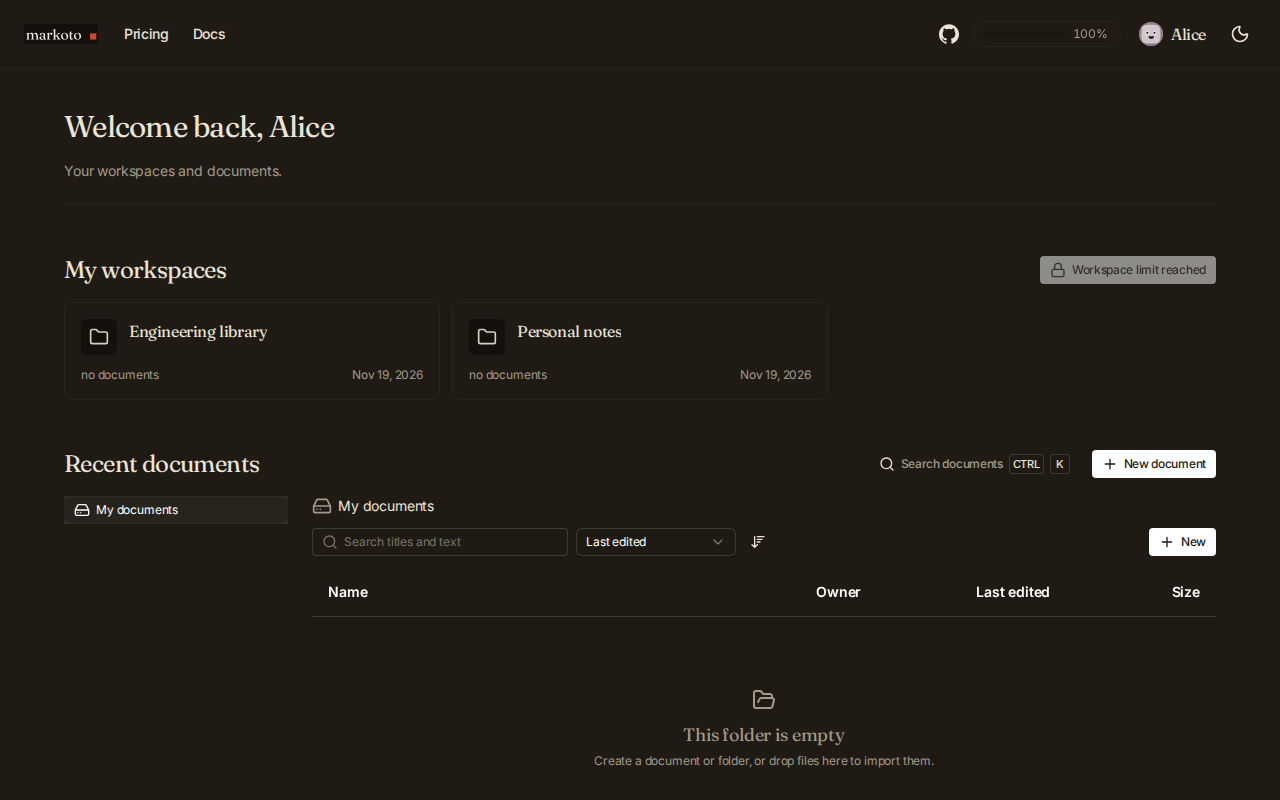 markoto
Pricing
Docs
100%
Alice
Welcome back, Alice
Your workspaces and documents.
My workspaces
Workspace limit reached
Engineering library
no documents
Nov 19, 2026
Personal notes
no documents
Nov 19, 2026
Recent documents
Search documents CTRL K
New document
My documents
My documents
Search titles and text
Last edited
New
Name
Owner
Last edited
Size
This folder is empty
Create a document or folder, or drop files here to import them.